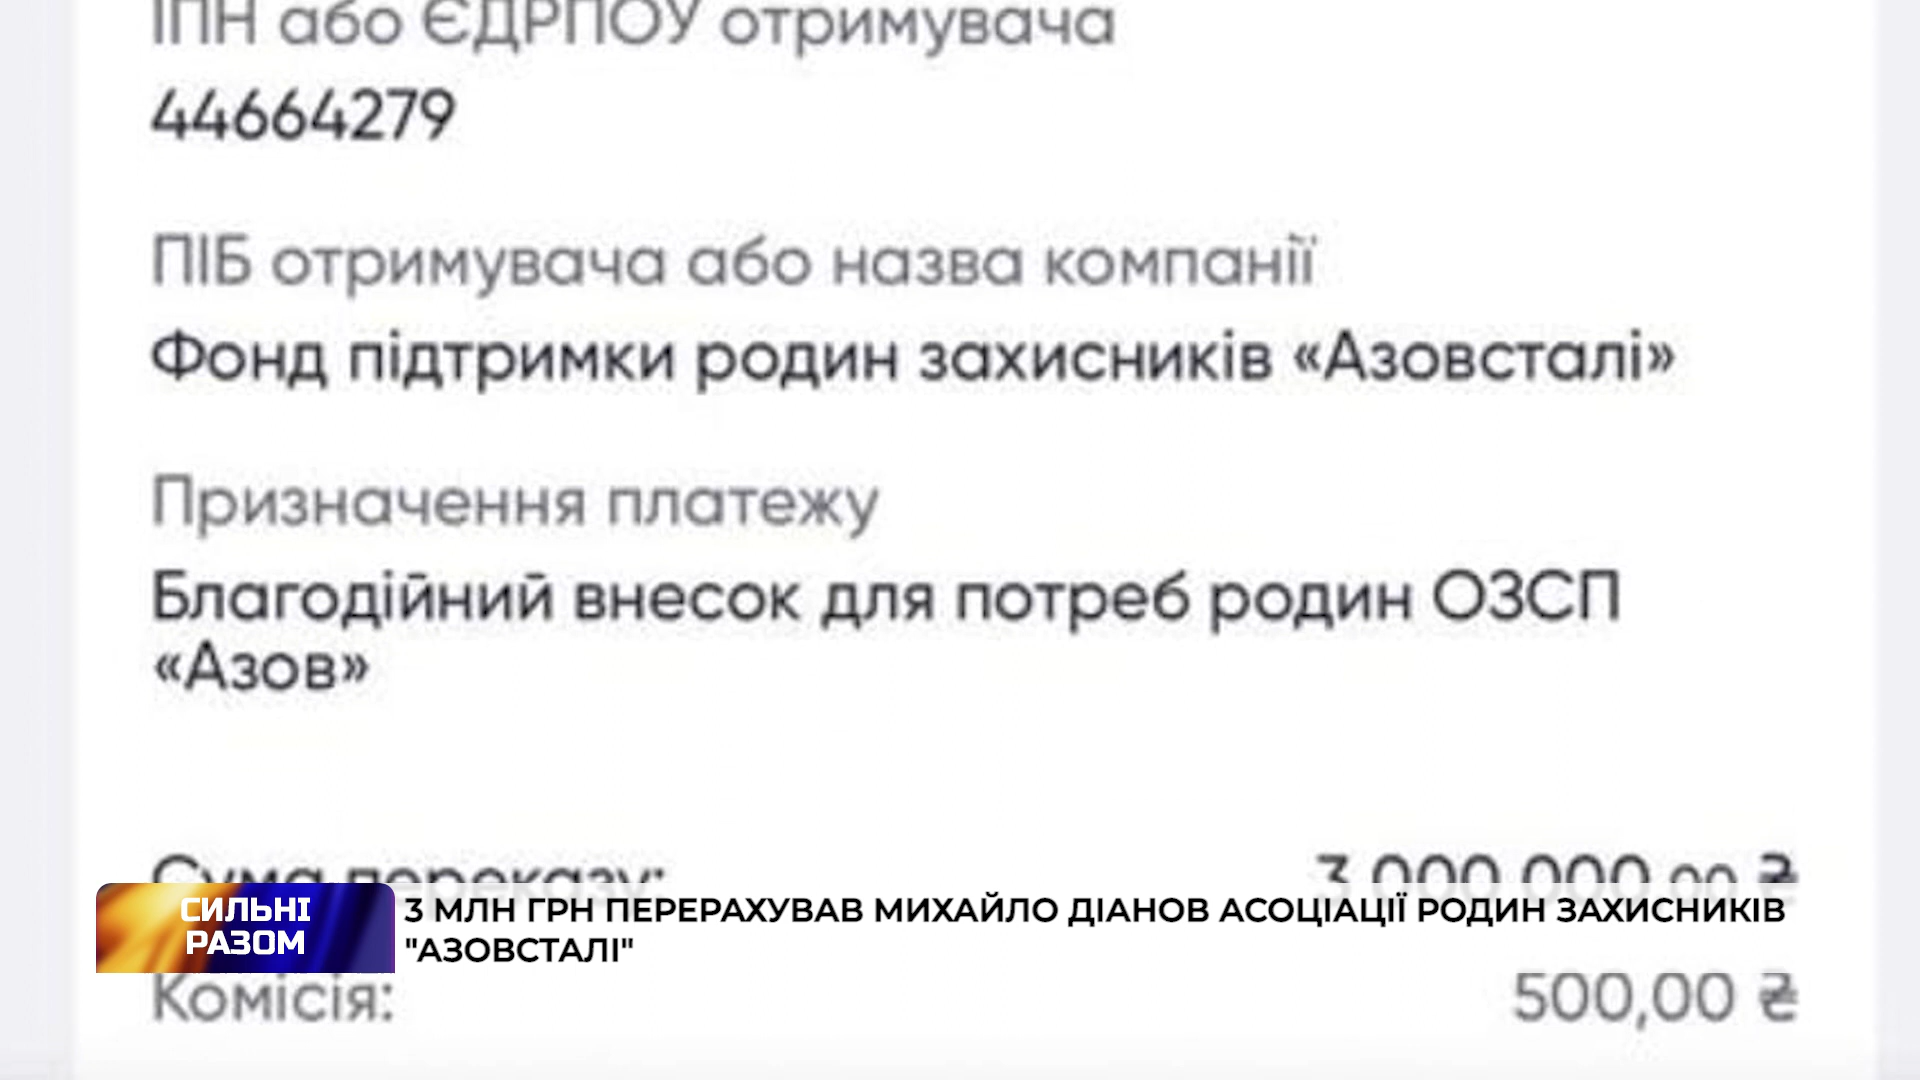 ІПН або ЄДРПОУ отримувача
44664279
ПІБ отримувача або назва компанії
Фонд підтримки родин захисників «Азовсталі»
Призначення платежу
Благодійний внесок для потреб родин ОЗСП
«Азов»
Сума переказу: 3 000 000,00 ₴
СИЛЬНІ
РАЗОМ
3 МЛН ГРН ПЕРЕРАХУВАВ МИХАЙЛО ДІАНОВ АСОЦІАЦІЇ РОДИН ЗАХИСНИКІВ
"АЗОВСТАЛІ"
Комісія: 500,00 ₴